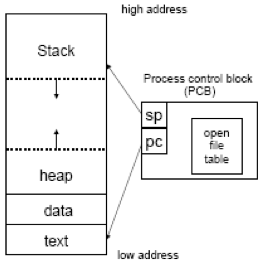 high address
Stack
Process control block
(PCB)
sp
pc
open
file
table
heap
data
text
low address